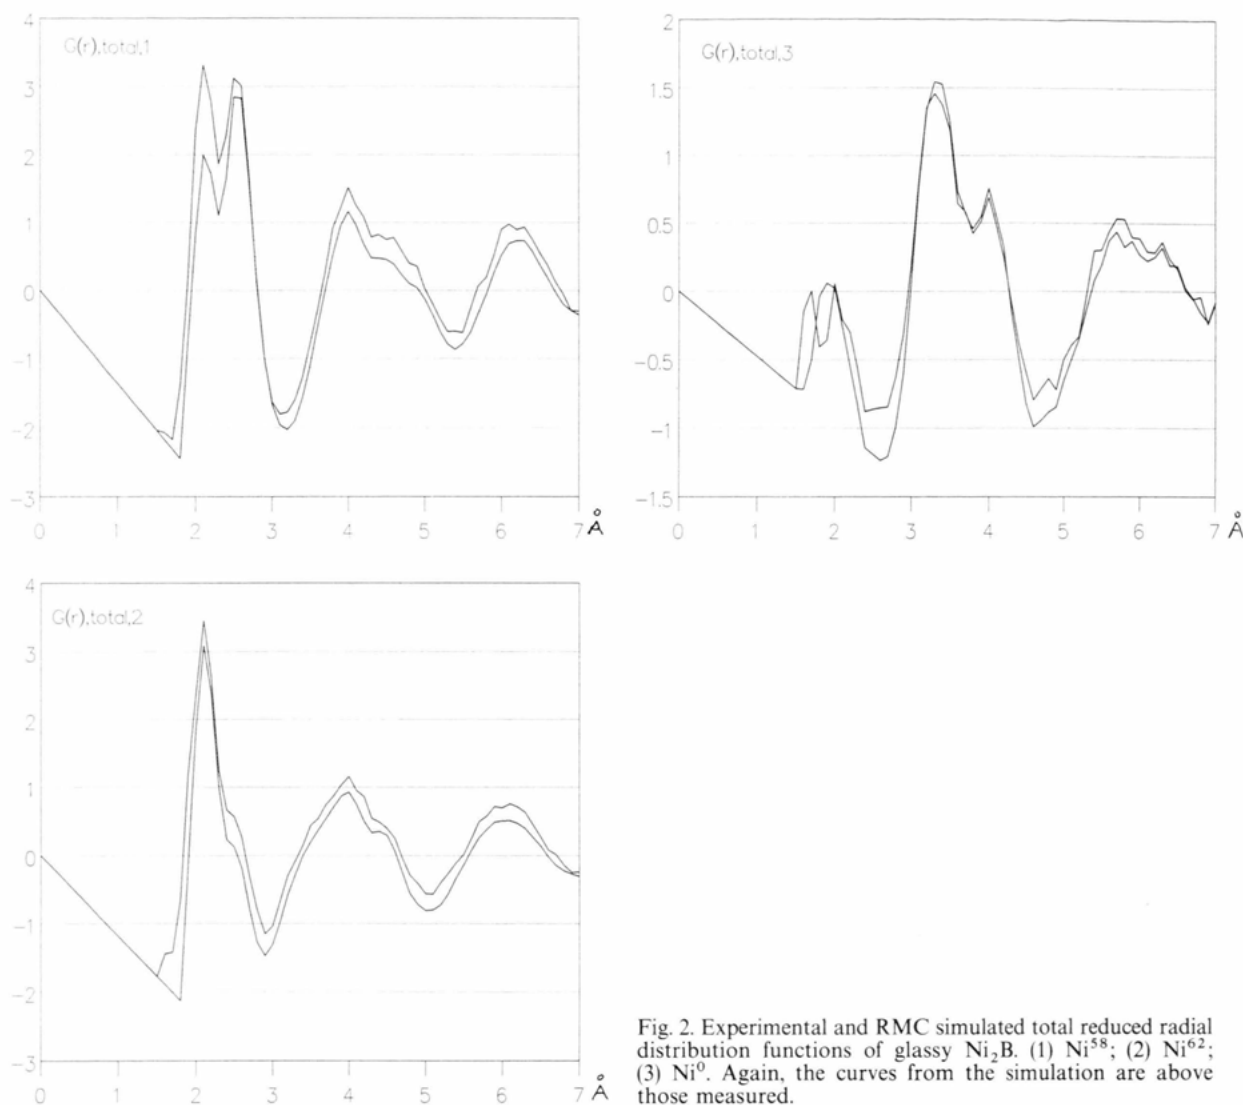 G(r),total,1
4
3
2
1
0
−1
−2
−3
0 1 2 3 4 5 6 7 Å
G(r),total,3
2
1.5
1
0.5
0
−0.5
−1
−1.5
0 1 2 3 4 5 6 7 Å
G(r),total,2
4
3
2
1
0
−1
−2
−3
0 1 2 3 4 5 6 7 Å
Fig. 2. Experimental and RMC simulated total reduced radial
distribution functions of glassy Ni₂B. (1) Ni⁵⁸; (2) Ni⁶²;
(3) Ni⁰. Again, the curves from the simulation are above
those measured.